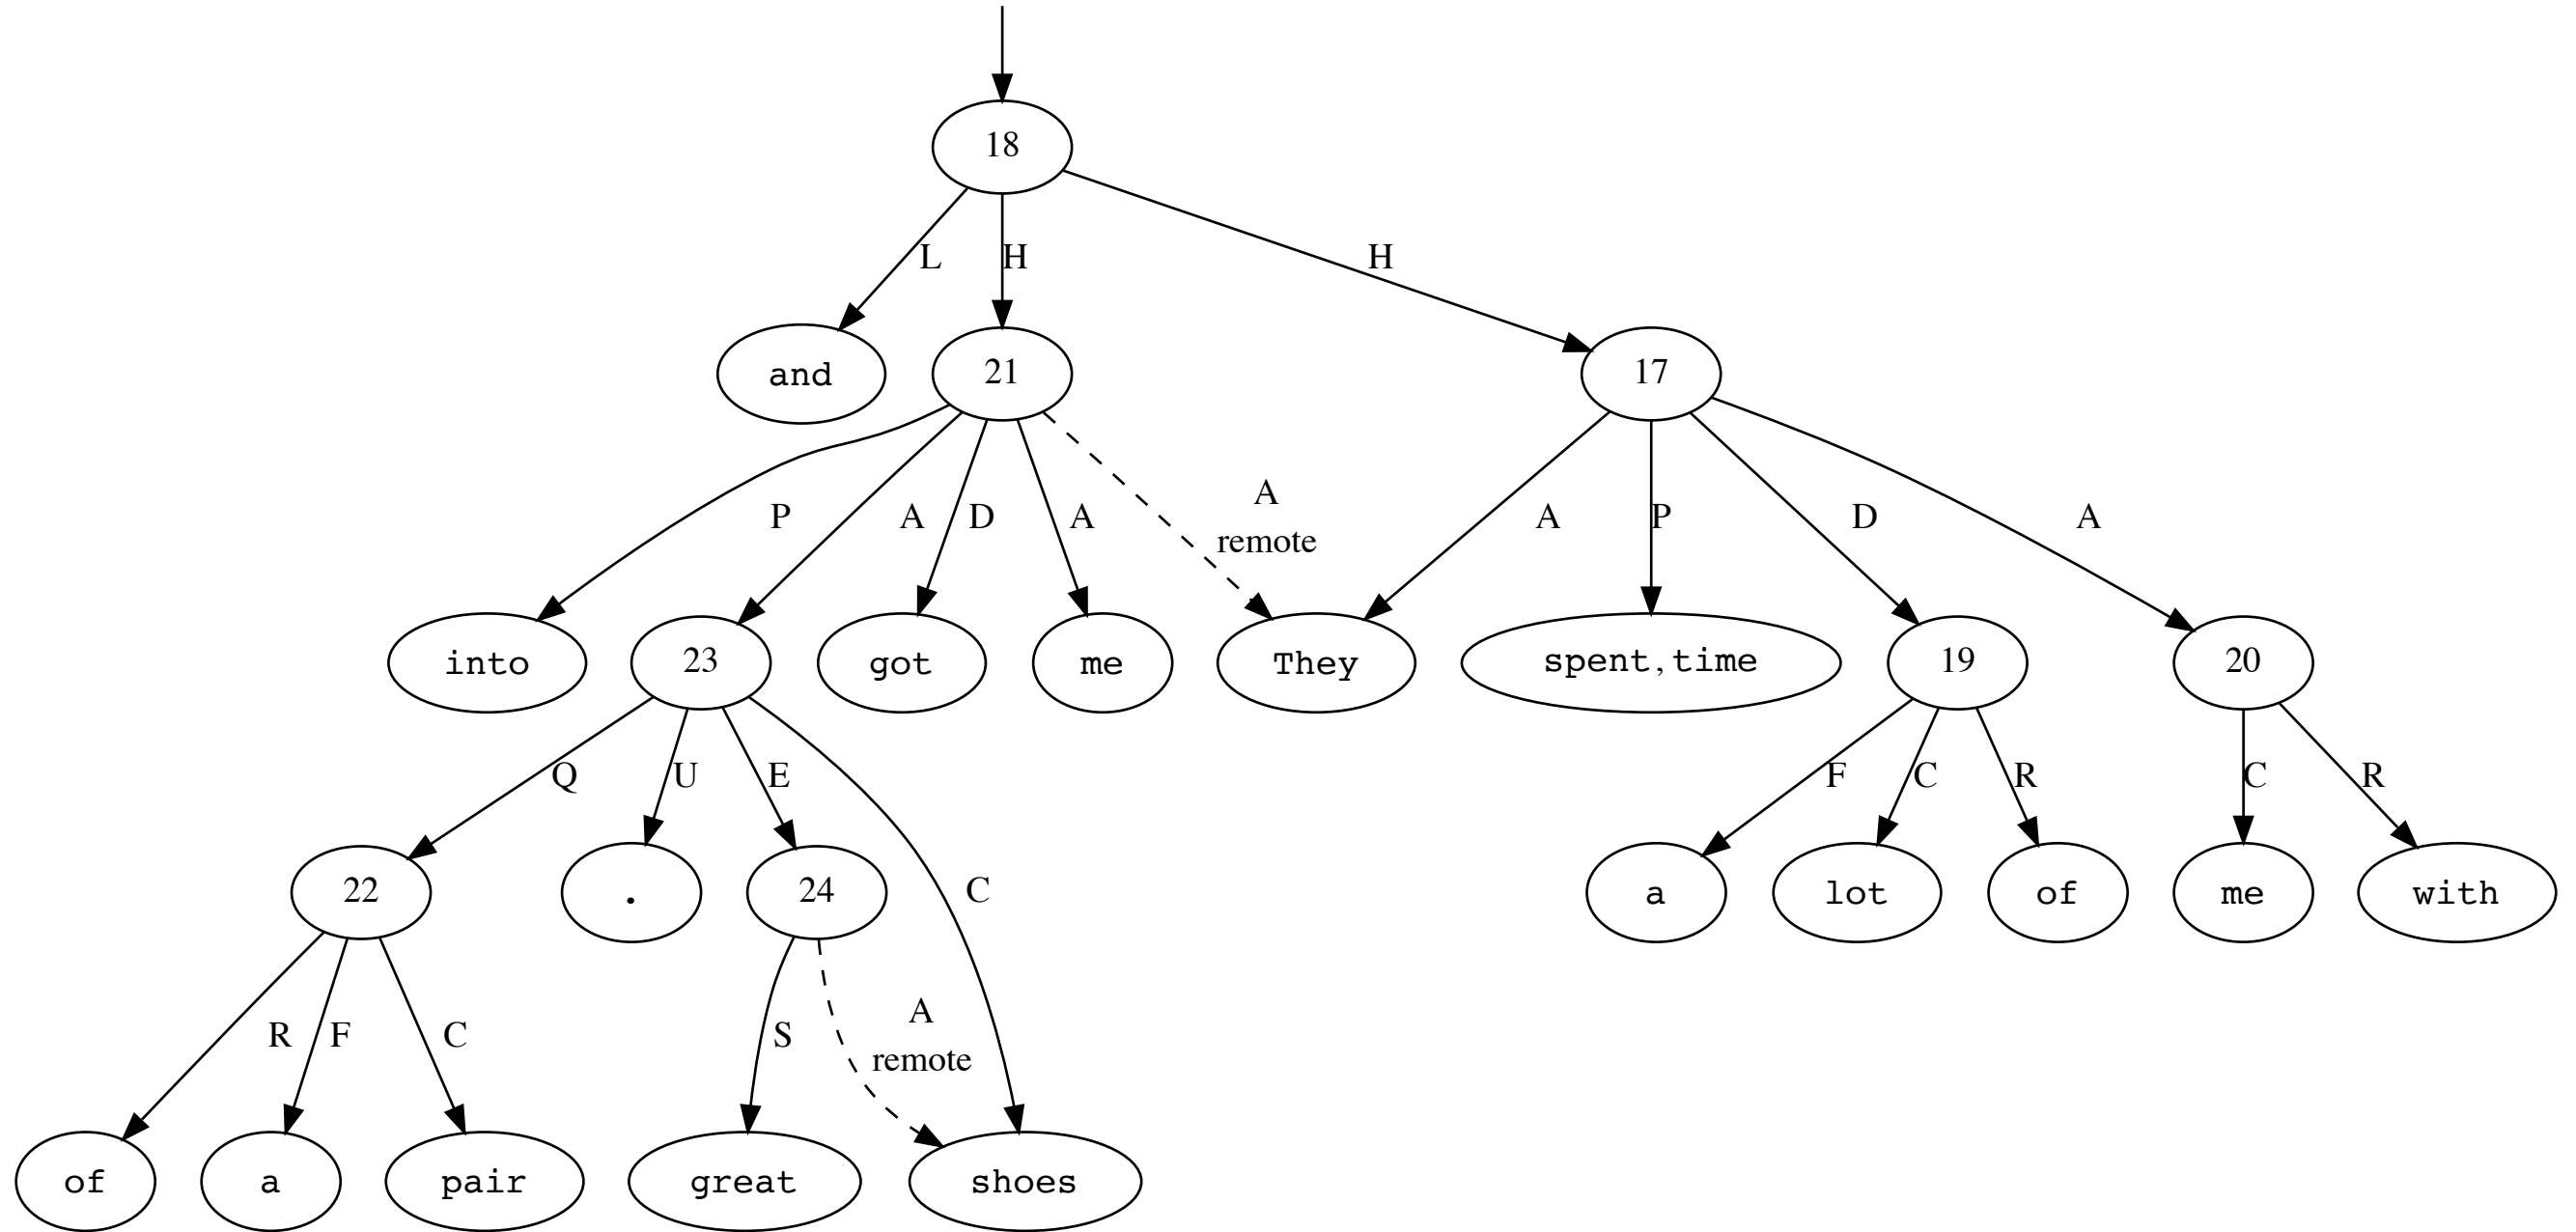 18
L H H
and 21 17
P A D A A remote A P D A
into 23 got me They spent,time 19 20
Q U E C F C R C R
22 . 24 a lot of me with
R F C S A remote
of a pair great shoes